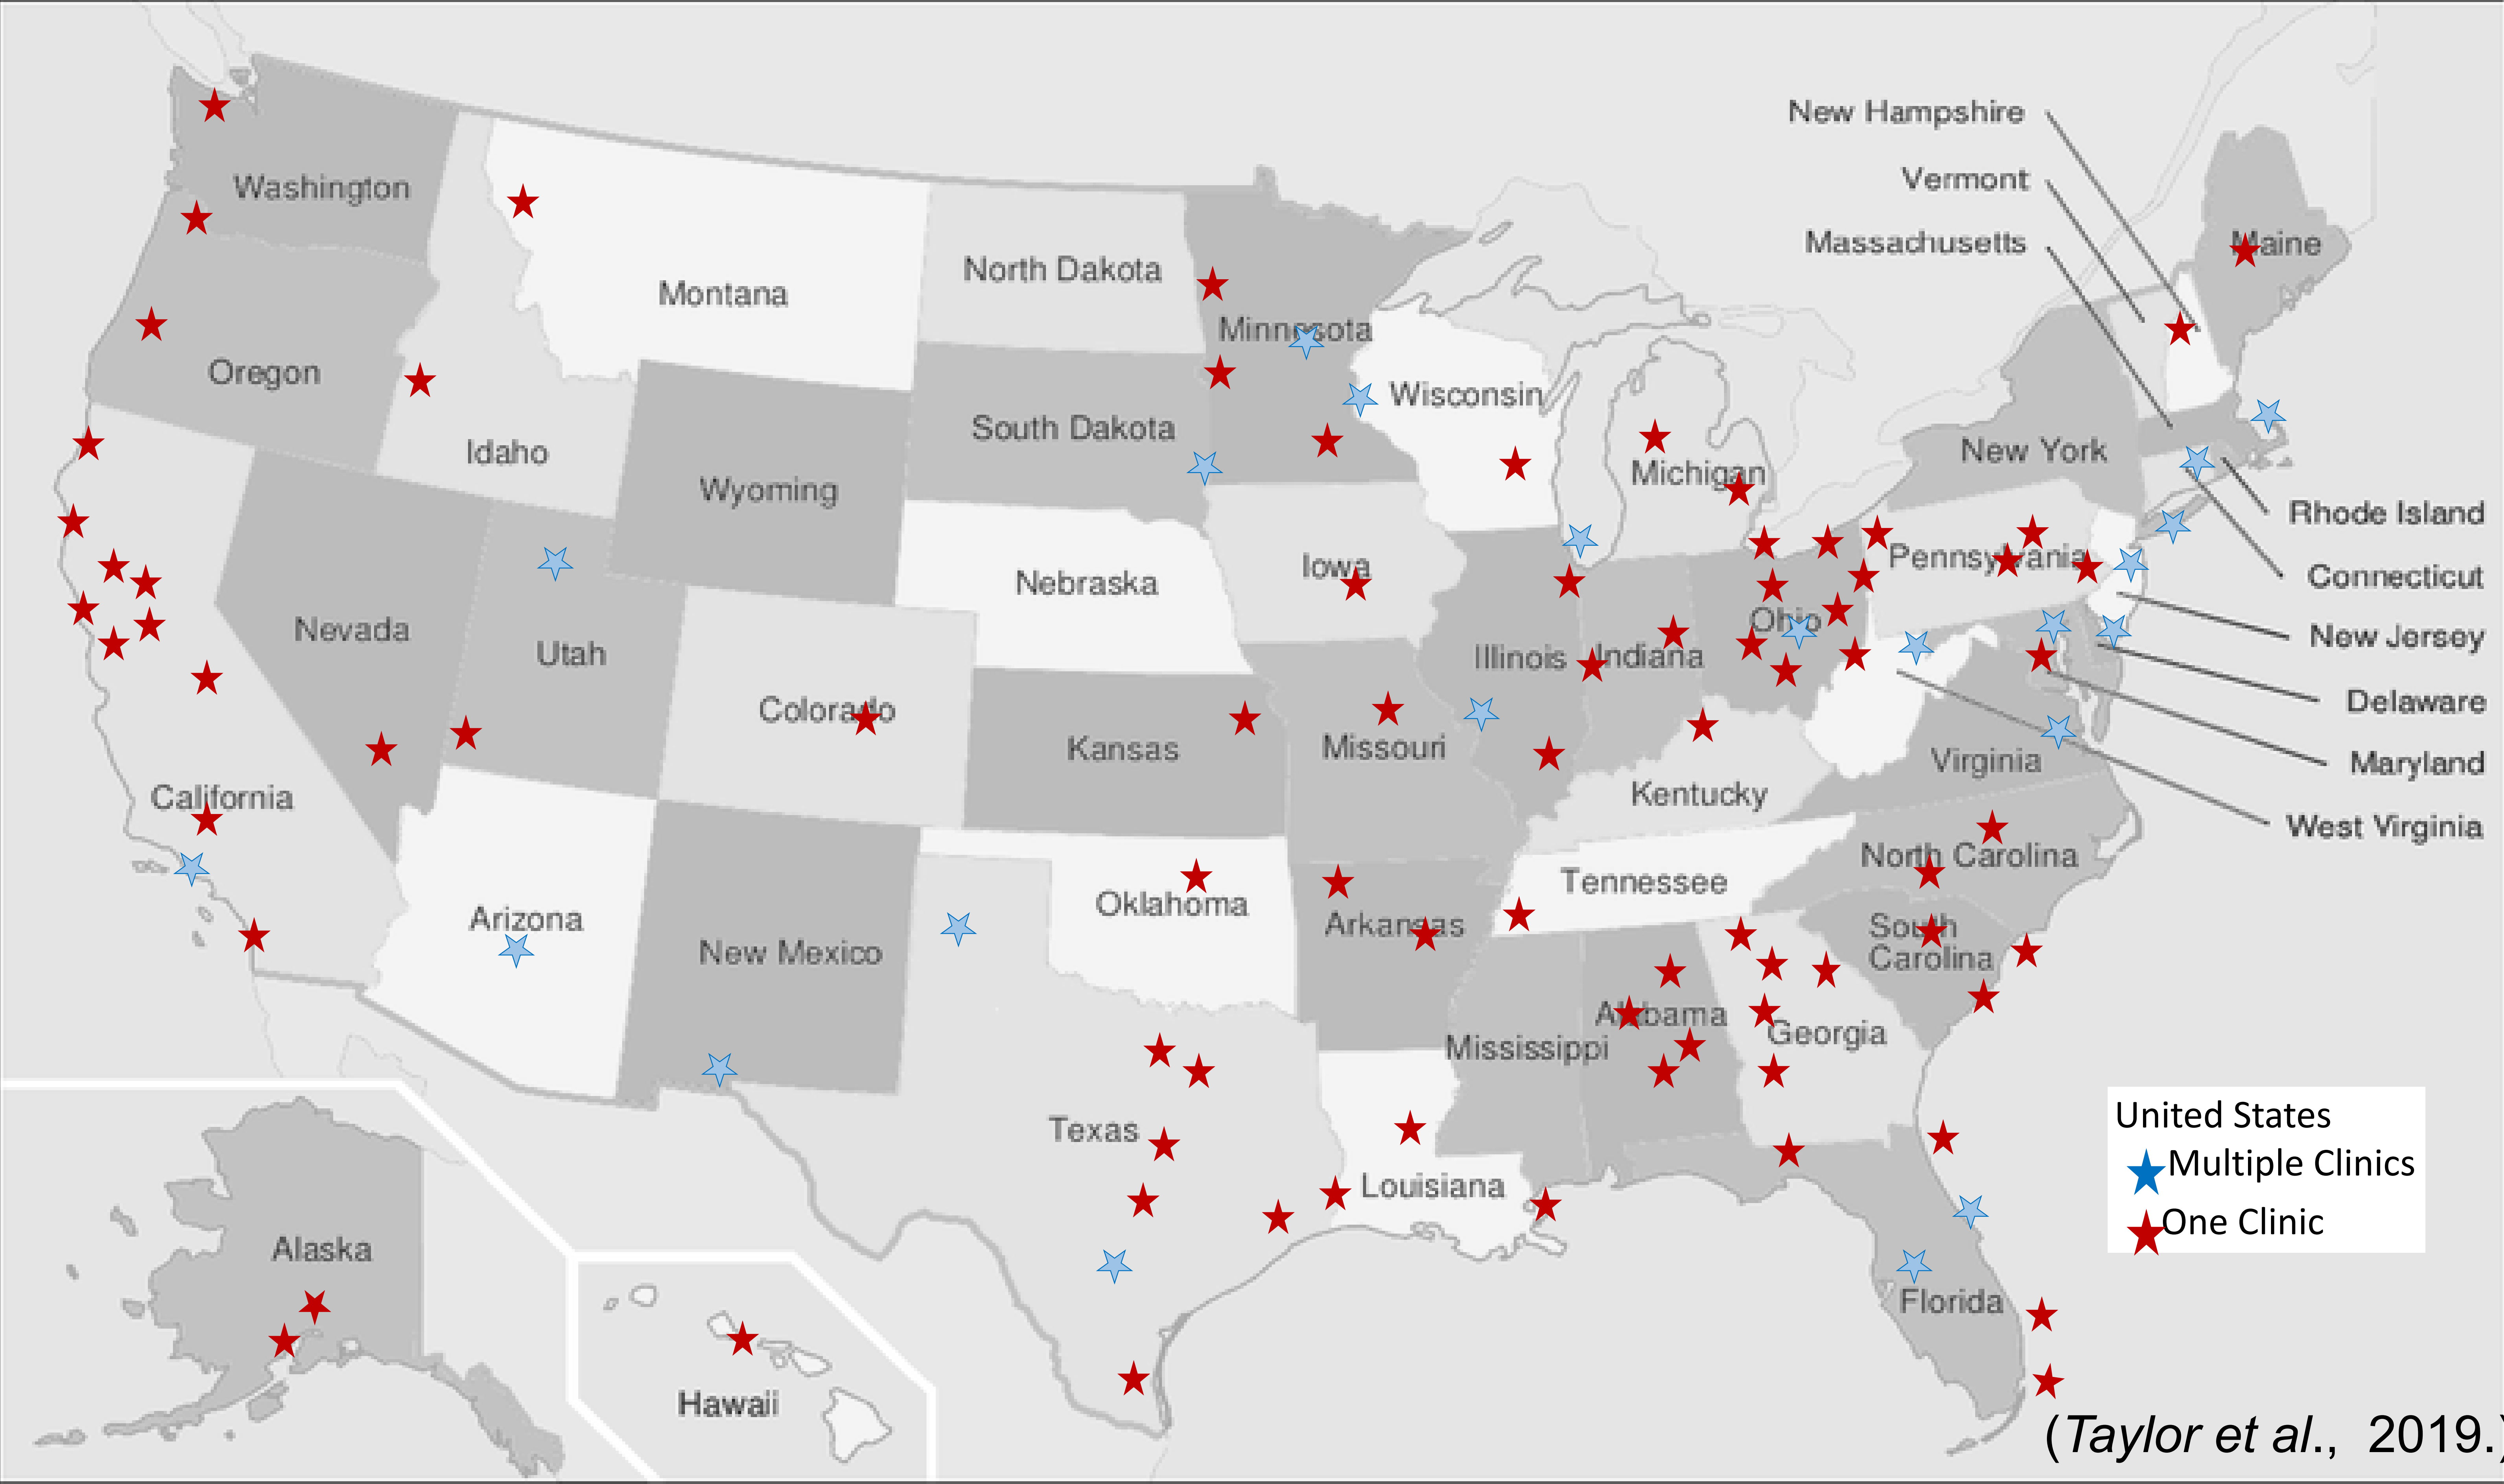 New Hampshire
Vermont
Massachusetts
Maine
Washington
Montana
North Dakota
Minnesota
Oregon
Idaho
Wyoming
South Dakota
Wisconsin
Michigan
New York
Rhode Island
Connecticut
New Jersey
Delaware
Maryland
West Virginia
Nevada
Utah
Colorado
Nebraska
Iowa
Kansas
Missouri
Illinois
Indiana
Ohio
Pennsylvania
Kentucky
Virginia
California
Arizona
New Mexico
Oklahoma
Arkansas
Tennessee
North Carolina
South
Carolina
Mississippi
Alabama
Georgia
Texas
Louisiana
Florida
Alaska
Hawaii
United States
Multiple Clinics
One Clinic
(Taylor et al., 2019.)